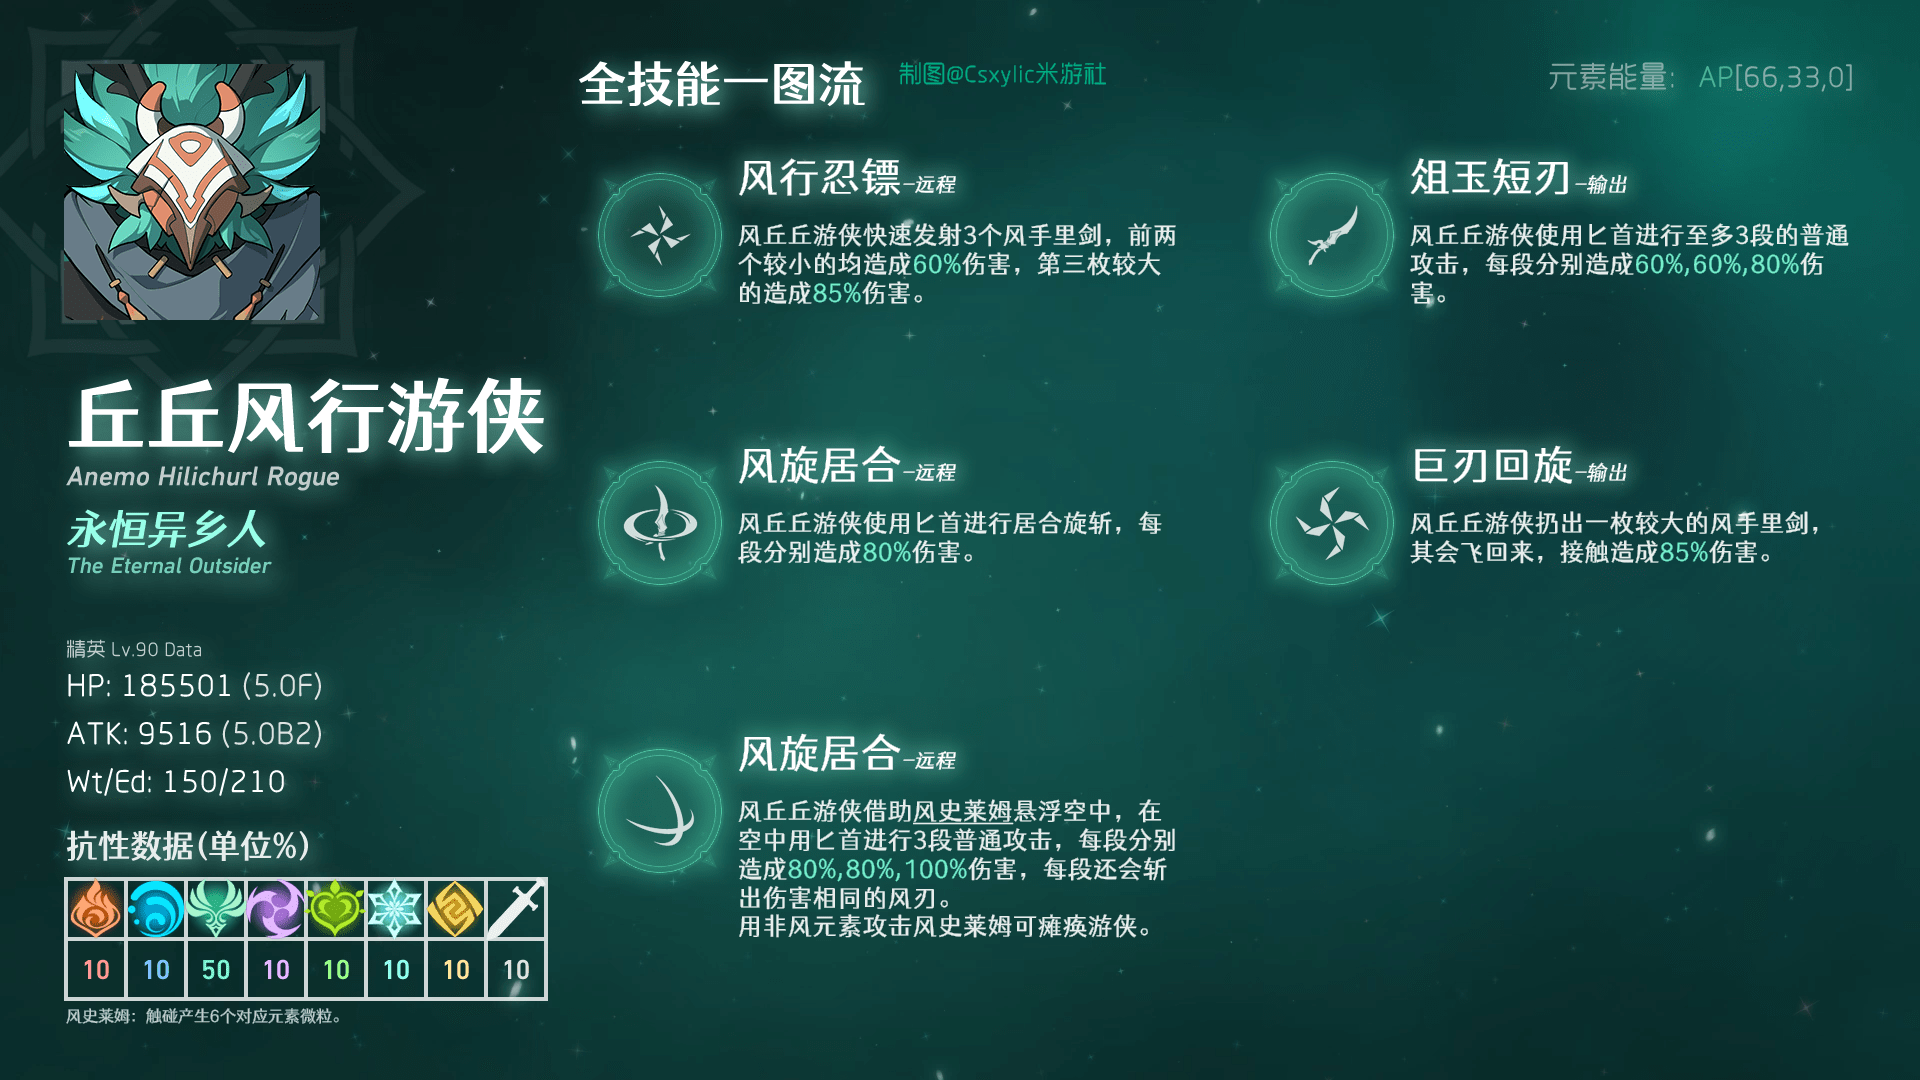 全技能一图流
制图@Csxylic米游社
元素能量： AP[66,33,0]
丘丘风行游侠
Anemo Hilichurl Rogue
永恒异乡人
The Eternal Outsider
精英 Lv.90 Data
HP: 185501 (5.0F)
ATK: 9516 (5.0B2)
Wt/Ed: 150/210
抗性数据(单位%)
10 10 50 10 10 10 10 10
风史莱姆：触碰产生6个对应元素微粒。
风行忍镖-远程
风丘丘游侠快速发射3个风手里剑，前两
个较小的均造成60%伤害，第三枚较大
的造成85%伤害。
俎玉短刃-输出
风丘丘游侠使用匕首进行至多3段的普通
攻击，每段分别造成60%,60%,80%伤
害。
风旋居合-远程
风丘丘游侠使用匕首进行居合旋斩，每
段分别造成80%伤害。
巨刃回旋-输出
风丘丘游侠扔出一枚较大的风手里剑，
其会飞回来，接触造成85%伤害。
风旋居合-远程
风丘丘游侠借助风史莱姆悬浮空中，在
空中用匕首进行3段普通攻击，每段分别
造成80%,80%,100%伤害，每段还会斩
出伤害相同的风刃。
用非风元素攻击风史莱姆可瘫痪游侠。